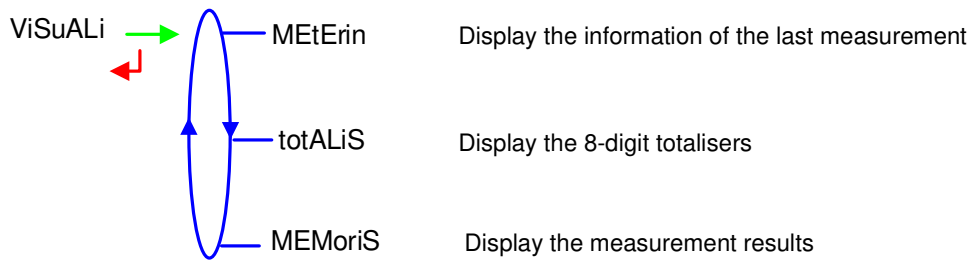 ViSuALi
MEtErin Display the information of the last measurement
totALiS Display the 8-digit totalisers
MEMoriS Display the measurement results